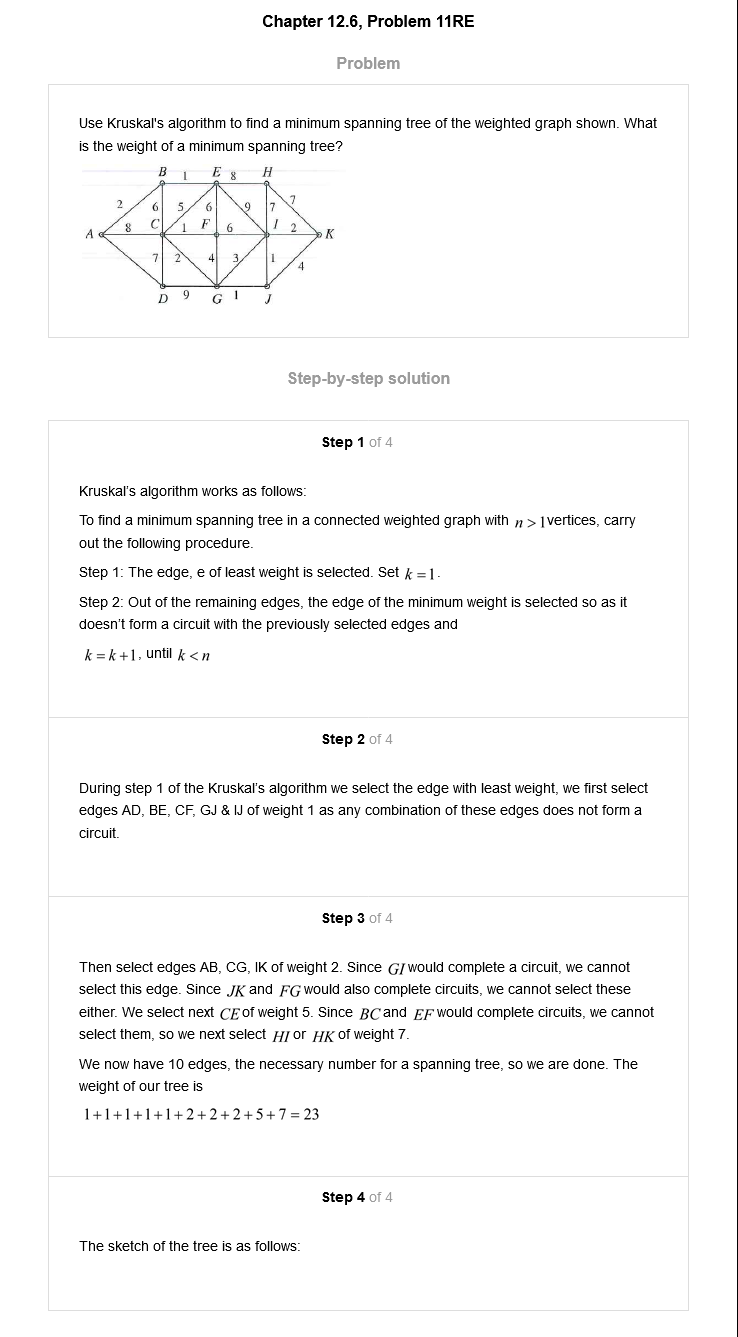 Chapter 12.6, Problem 11RE
Problem
Use Kruskal's algorithm to find a minimum spanning tree of the weighted graph shown. What
is the weight of a minimum spanning tree?
B 1 E 8 H
2 6 5 6 9 7 7
A 8 C 1 F 6 I 2 K
7 2 4 3 1 4
D 9 G 1 J
Step-by-step solution
Step 1 of 4
Kruskal's algorithm works as follows:
To find a minimum spanning tree in a connected weighted graph with n > 1 vertices, carry
out the following procedure.
Step 1: The edge, e of least weight is selected. Set k = 1.
Step 2: Out of the remaining edges, the edge of the minimum weight is selected so as it
doesn't form a circuit with the previously selected edges and
k = k + 1, until k < n
Step 2 of 4
During step 1 of the Kruskal's algorithm we select the edge with least weight, we first select
edges AD, BE, CF, GJ & IJ of weight 1 as any combination of these edges does not form a
circuit.
Step 3 of 4
Then select edges AB, CG, IK of weight 2. Since GI would complete a circuit, we cannot
select this edge. Since JK and FG would also complete circuits, we cannot select these
either. We select next CE of weight 5. Since BC and EF would complete circuits, we cannot
select them, so we next select HI or HK of weight 7.
We now have 10 edges, the necessary number for a spanning tree, so we are done. The
weight of our tree is
1+1+1+1+1+2+2+2+5+7 = 23
Step 4 of 4
The sketch of the tree is as follows: